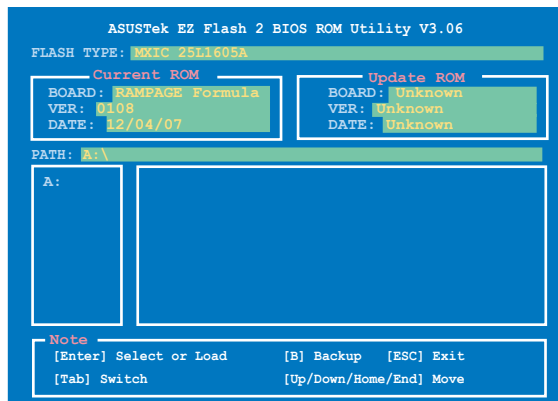 ASUSTek EZ Flash 2 BIOS ROM Utility V3.06
FLASH TYPE: MXIC 25L1605A
Current ROM
BOARD: RAMPAGE Formula
VER: 0108
DATE: 12/04/07
Update ROM
BOARD: Unknown
VER: Unknown
DATE: Unknown
PATH: A:\
A:
Note
[Enter] Select or Load [B] Backup [ESC] Exit
[Tab] Switch [Up/Down/Home/End] Move